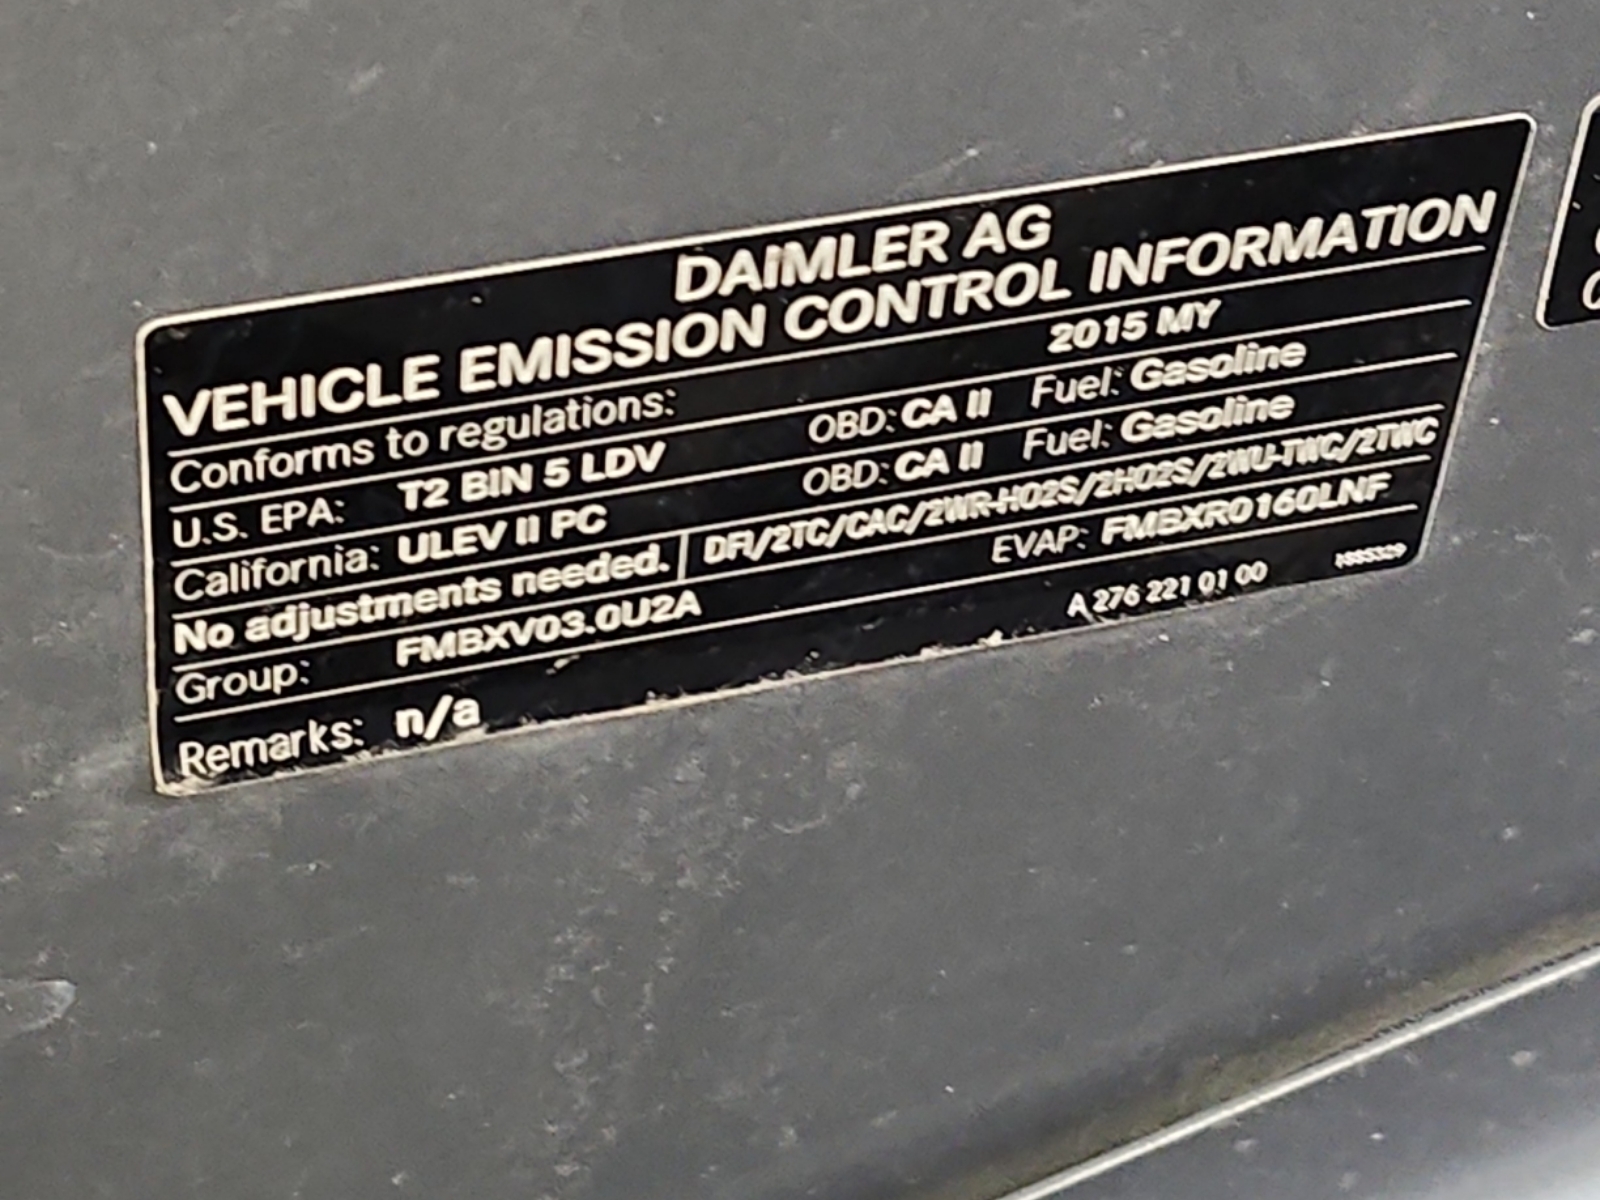 DAIMLER AG
VEHICLE EMISSION CONTROL INFORMATION
Conforms to regulations: 2015 MY
U.S. EPA: T2 BIN 5 LDV OBD: CA II Fuel: Gasoline
California: ULEV II PC OBD: CA II Fuel: Gasoline
No adjustments needed. DFI/2TC/CAC/2WR-HO2S/2HO2S/2WU-TWC/2TWC
Group: FMBXV03.0U2A EVAP: FMBXR0160LNF
Remarks: n/a A 276 221 01 00